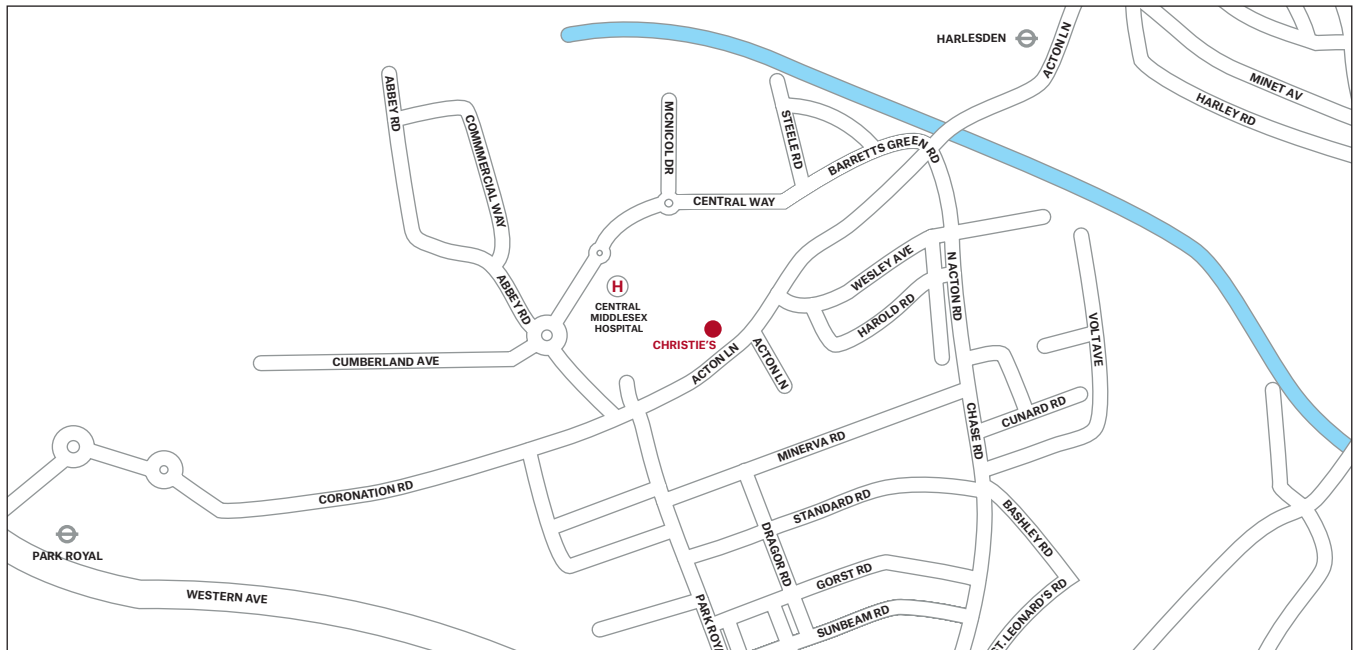 HARLESDEN
ACTON LN
MINET AV
HARLEY RD
ABBEY RD
COMMMERCIAL WAY
MCNICOL DR
STEELE RD
BARRETTS GREEN RD
CENTRAL WAY
ABBEY RD
H
CENTRAL
MIDDLESEX
HOSPITAL
CHRISTIE'S
WESLEY AVE
HAROLD RD
N ACTON RD
VOLT AVE
CUMBERLAND AVE
ACTON LN
ACTON LN
CUNARD RD
CHASE RD
MINERVA RD
CORONATION RD
STANDARD RD
BASHLEY RD
DRAGOR RD
PARK ROYAL
GORST RD
WESTERN AVE
SUNBEAM RD
PARK ROYA
ST. LEONARD'S RD